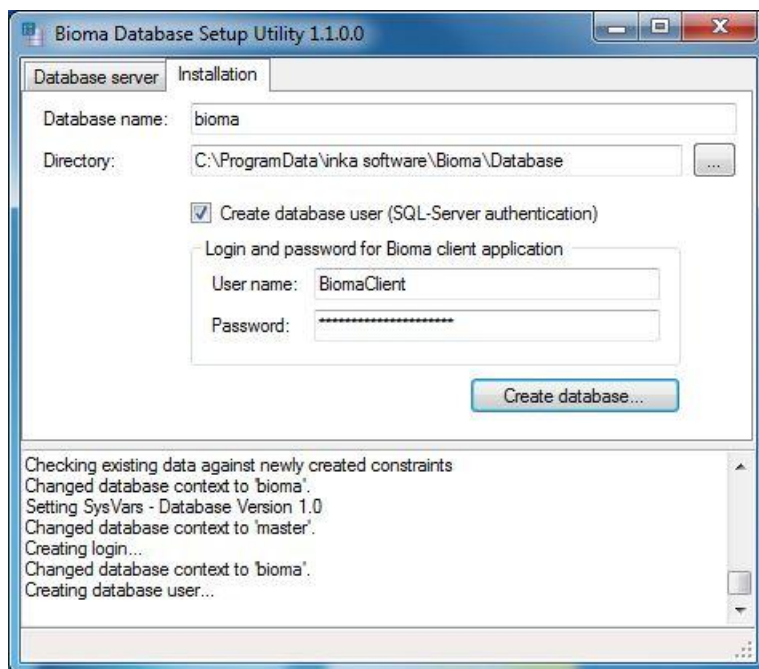 Bioma Database Setup Utility 1.1.0.0
Database server Installation
Database name: bioma
Directory: C:\ProgramData\inka software\Bioma\Database ...
Create database user (SQL-Server authentication)
Login and password for Bioma client application
User name: BiomaClient
Password: *********************
Create database...
Checking existing data against newly created constraints
Changed database context to 'bioma'.
Setting SysVars - Database Version 1.0
Changed database context to 'master'.
Creating login...
Changed database context to 'bioma'.
Creating database user...